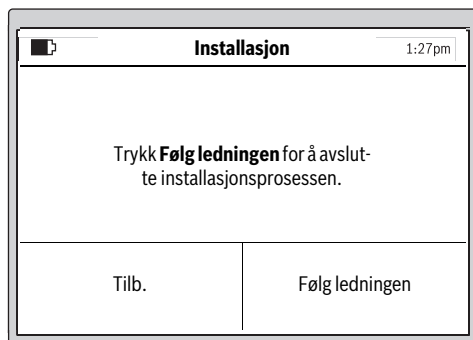 Installasjon 1:27pm
Trykk Følg ledningen for å avslut-
te installasjonsprosessen.
Tilb. Følg ledningen